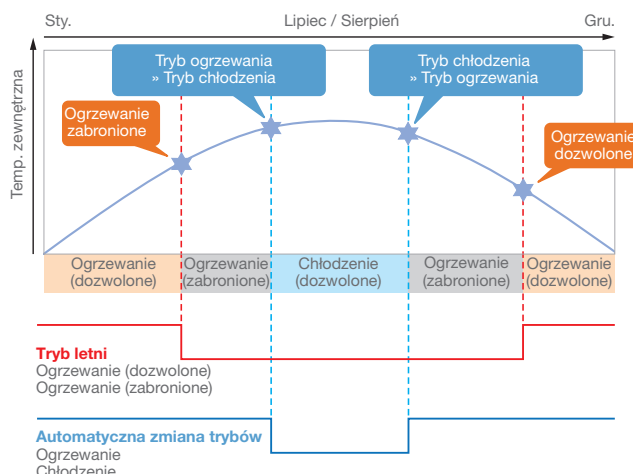 Sty.
Lipiec / Sierpień
Gru.
Temp. zewnętrzna
Tryb ogrzewania
» Tryb chłodzenia
Tryb chłodzenia
» Tryb ogrzewania
Ogrzewanie
zabronione
Ogrzewanie
dozwolone
Ogrzewanie
(dozwolone)
Ogrzewanie
(zabronione)
Chłodzenie
(dozwolone)
Ogrzewanie
(zabronione)
Ogrzewanie
(dozwolone)
Tryb letni
Ogrzewanie (dozwolone)
Ogrzewanie (zabronione)
Automatyczna zmiana trybów
Ogrzewanie
Chłodzenie